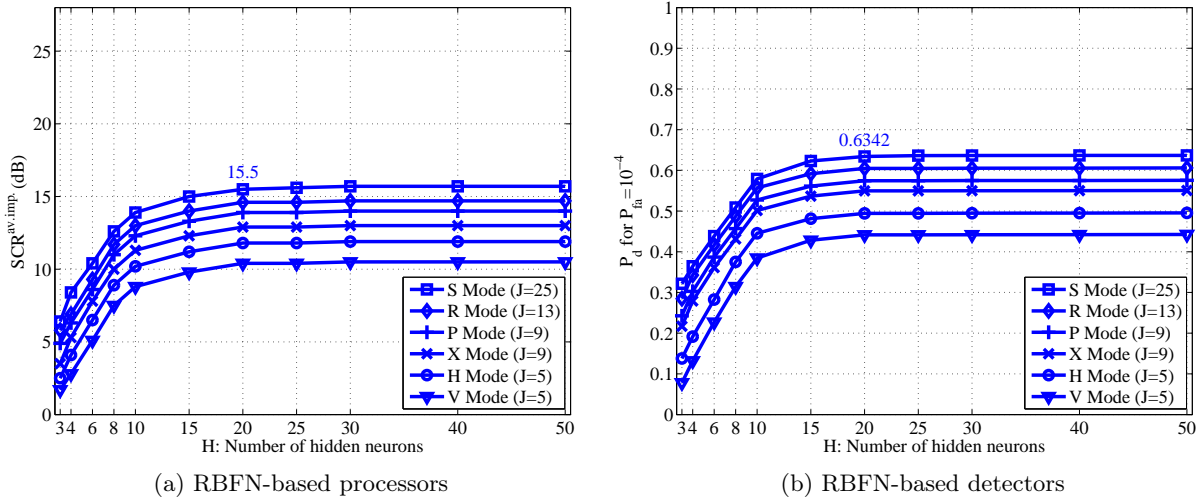 25
20
15
10
5
0
SCR^{av.imp.} (dB)
15.5
S Mode (J=25)
R Mode (J=13)
P Mode (J=9)
X Mode (J=9)
H Mode (J=5)
V Mode (J=5)
3 4 6 8 10 15 20 25 30 40 50
H: Number of hidden neurons
(a) RBFN-based processors
1
0.9
0.8
0.7
0.6
0.5
0.4
0.3
0.2
0.1
0
P_d for P_{fa}=10^{-4}
0.6342
S Mode (J=25)
R Mode (J=13)
P Mode (J=9)
X Mode (J=9)
H Mode (J=5)
V Mode (J=5)
3 4 6 8 10 15 20 25 30 40 50
H: Number of hidden neurons
(b) RBFN-based detectors